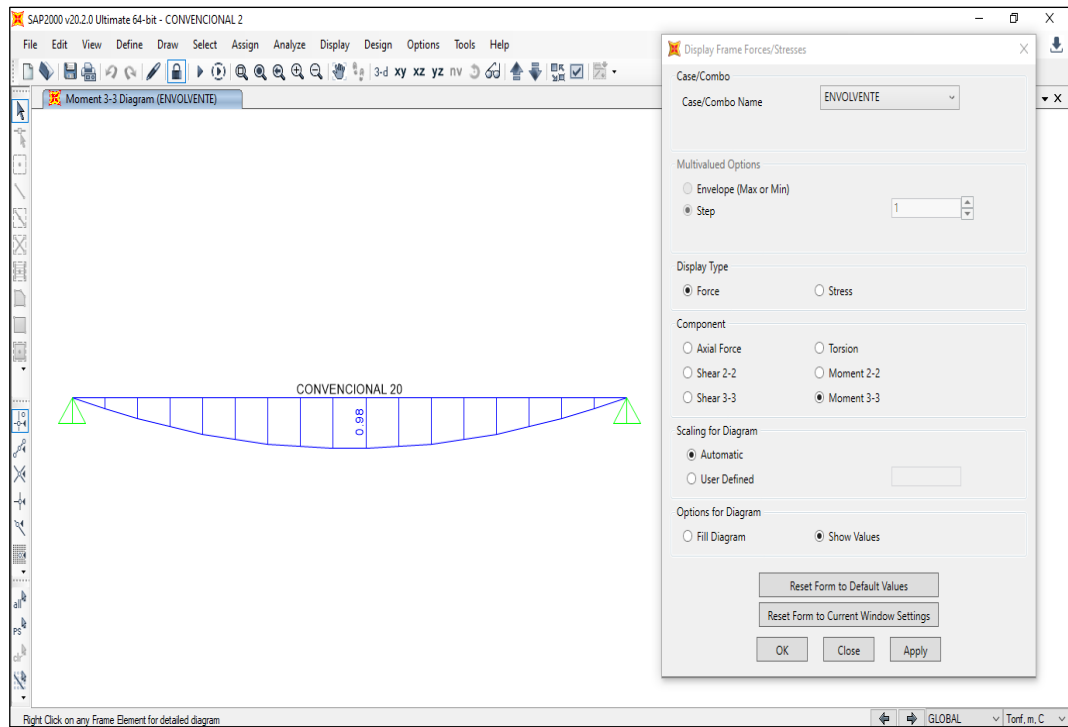 SAP2000 v20.2.0 Ultimate 64-bit - CONVENCIONAL 2
File Edit View Define Draw Select Assign Analyze Display Design Options Tools Help
3-d xy xz yz nv
Moment 3-3 Diagram (ENVOLVENTE)
X
CONVENCIONAL 20
0.98
all
PS
clr
Display Frame Forces/Stresses
Case/Combo
Case/Combo Name ENVOLVENTE
Multivalued Options
Envelope (Max or Min)
Step 1
Display Type
Force Stress
Component
Axial Force Torsion
Shear 2-2 Moment 2-2
Shear 3-3 Moment 3-3
Scaling for Diagram
Automatic
User Defined
Options for Diagram
Fill Diagram Show Values
Reset Form to Default Values
Reset Form to Current Window Settings
OK Close Apply
Right Click on any Frame Element for detailed diagram
GLOBAL Tonf, m, C